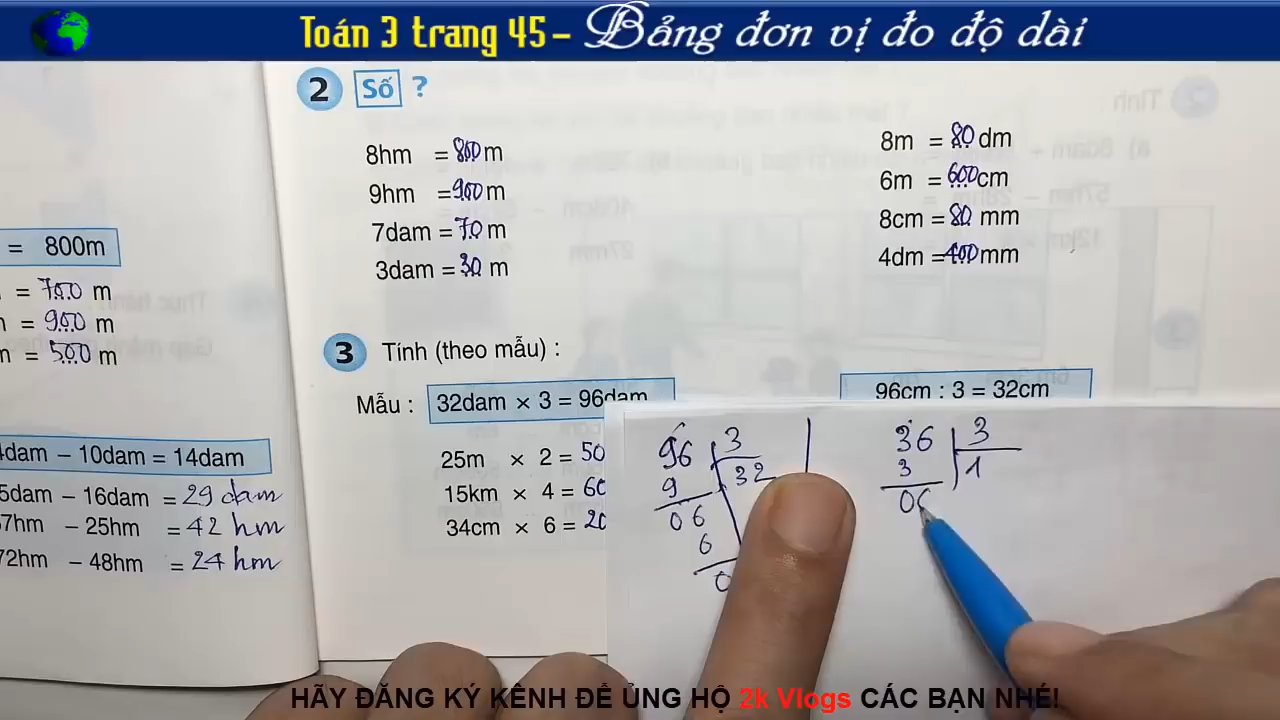 Toán 3 trang 45 – Bảng đơn vị đo độ dài
= 800m
= 700 m
= 900 m
= 500 m
dam – 10dam = 14dam
5dam – 16dam = 29 dam
7hm – 25hm = 42 hm
72hm – 48hm = 24 hm
2 Số ?
8hm = 800 m
9hm = 900 m
7dam = 70 m
3dam = 30 m
8m = 80 dm
6m = 600 cm
8cm = 80 mm
4dm = 400 mm
3 Tính (theo mẫu) :
Mẫu : 32dam × 3 = 96dam
96cm : 3 = 32cm
25m × 2 = 50
15km × 4 = 60
34cm × 6 = 20
96 3
9 32
06
6
0
36 3
3 1
06
HÃY ĐĂNG KÝ KÊNH ĐỂ ỦNG HỘ 2k Vlogs CÁC BẠN NHÉ!